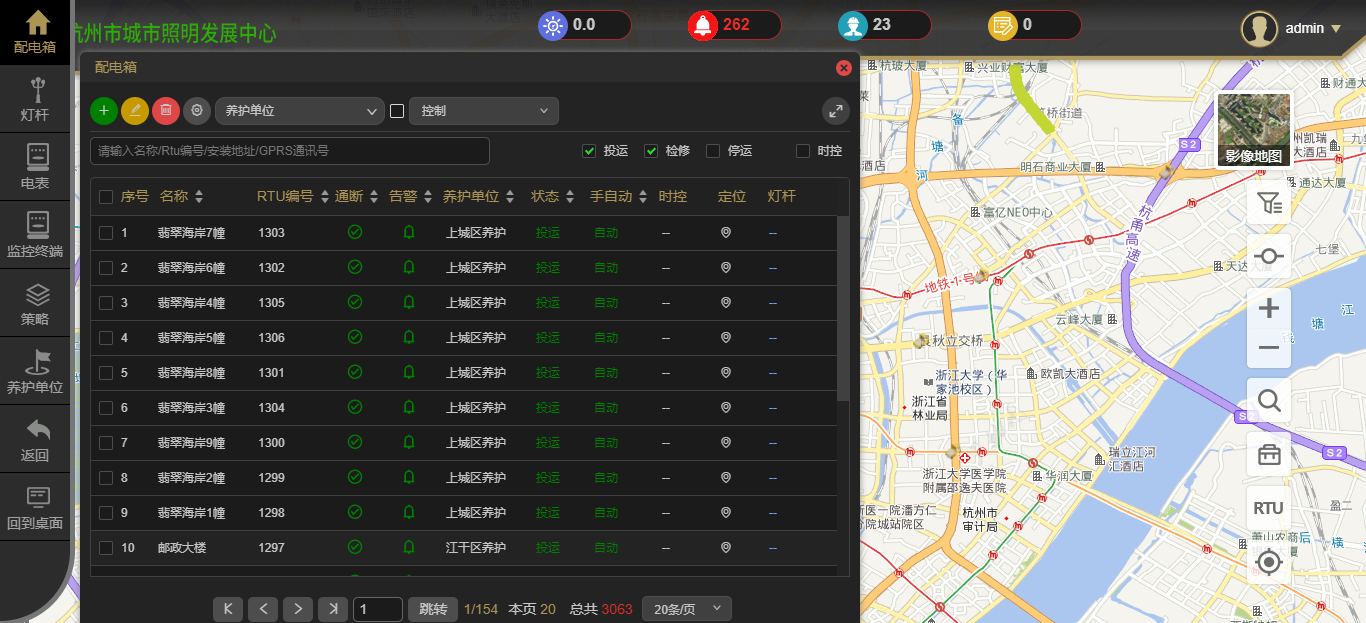 配电箱
灯杆
电表
监控终端
策略
养护单位
返回
回到桌面
杭州市城市照明发展中心
0.0
262
23
0
admin
配电箱
养护单位
控制
请输入名称/Rtu编号/安装地址/GPRS通讯号
投运 检修 停运 时控
序号 名称 RTU编号 通断 告警 养护单位 状态 手自动 时控 定位 灯杆
1 翡翠海岸7幢 1303 上城区养护 投运 自动 -- --
2 翡翠海岸6幢 1302 上城区养护 投运 自动 -- --
3 翡翠海岸4幢 1305 上城区养护 投运 自动 -- --
4 翡翠海岸5幢 1306 上城区养护 投运 自动 -- --
5 翡翠海岸8幢 1301 上城区养护 投运 自动 -- --
6 翡翠海岸3幢 1304 上城区养护 投运 自动 -- --
7 翡翠海岸9幢 1300 上城区养护 投运 自动 -- --
8 翡翠海岸2幢 1299 上城区养护 投运 自动 -- --
9 翡翠海岸1幢 1298 上城区养护 投运 自动 -- --
10 邮政大楼 1297 江干区养护 投运 自动 -- --
1 跳转 1/154 本页 20 总共 3063 20条/页
杭玻大厦
兴业财富大厦
财通大
笕桥街道
备
塘
河
S2
影像地图
州凯瑞
大酒店
酒店
明石商业大厦
通达大厦
富亿NEO中心
杭甬高速
七堡
天达
地铁-1-号
云峰大厦
江
塘
秋立交桥
浙江大学（华
家池校区）
欧凯大酒店
浙江省
林业局
S2
S2
瑞立江河
汇酒店
浙江大学医学院
附属邵逸夫医院
华润大厦
RTU
盈二
医一院潘方仁
院城站院区
杭州市
审计局
萧山农商
后
横